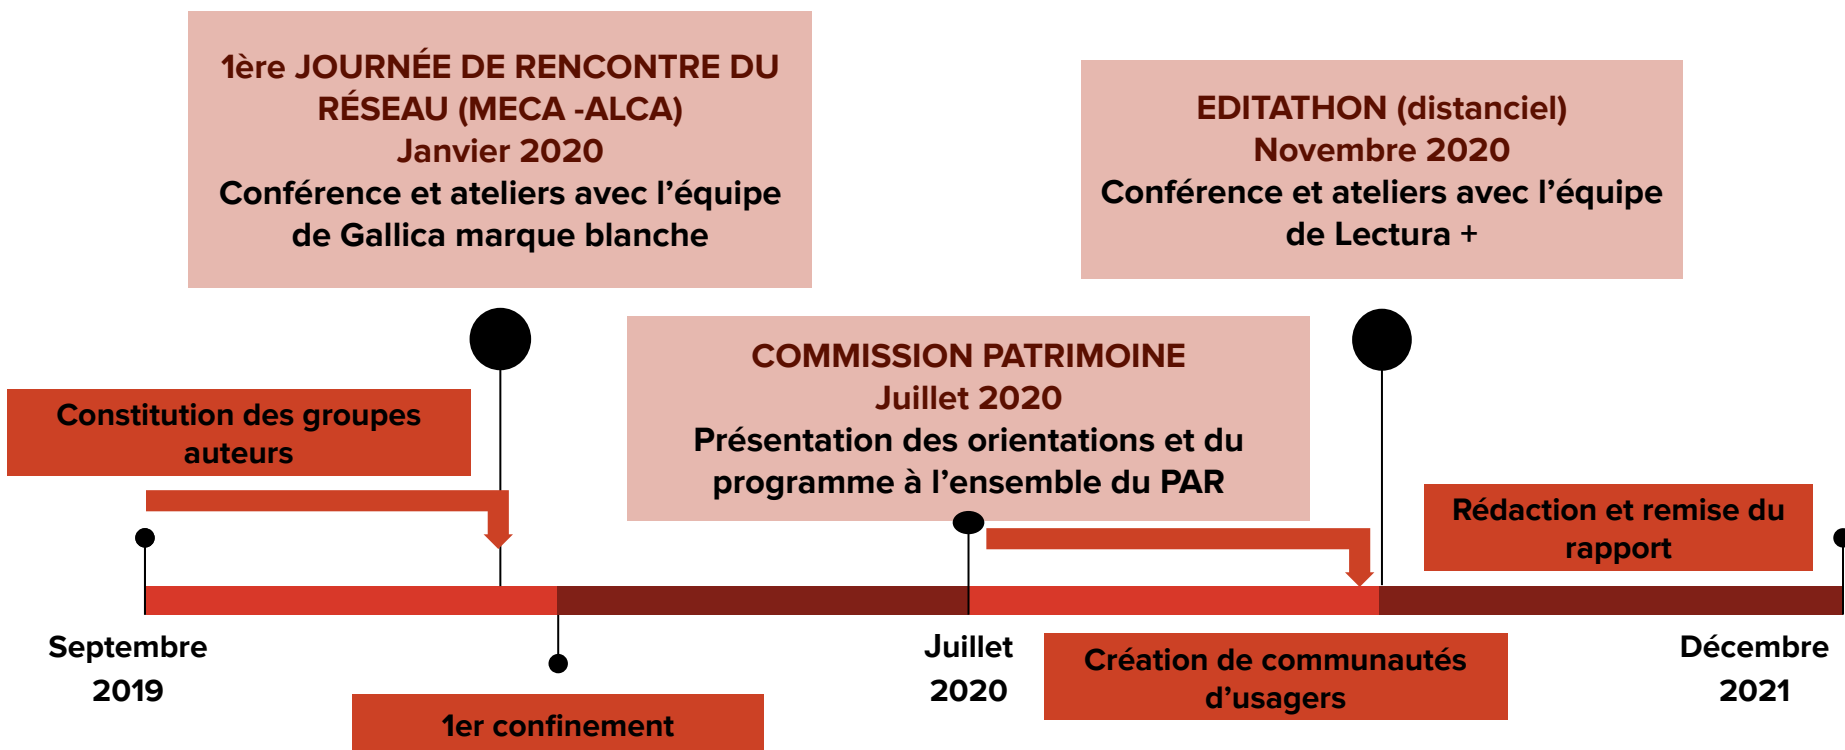 1ère JOURNÉE DE RENCONTRE DU
RÉSEAU (MECA -ALCA)
Janvier 2020
Conférence et ateliers avec l’équipe
de Gallica marque blanche
EDITATHON (distanciel)
Novembre 2020
Conférence et ateliers avec l’équipe
de Lectura +
COMMISSION PATRIMOINE
Juillet 2020
Présentation des orientations et du
programme à l’ensemble du PAR
Constitution des groupes
auteurs
Rédaction et remise du
rapport
Septembre
2019
Juillet
2020
Décembre
2021
Création de communautés
d’usagers
1er confinement